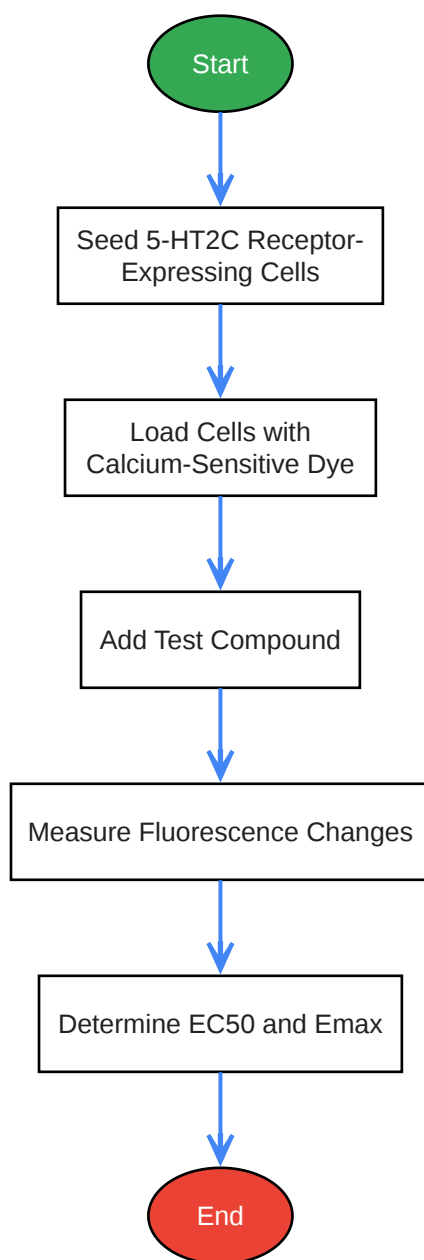 Start
Seed 5-HT2C Receptor-
Expressing Cells
Load Cells with
Calcium-Sensitive Dye
Add Test Compound
Measure Fluorescence Changes
Determine EC50 and Emax
End